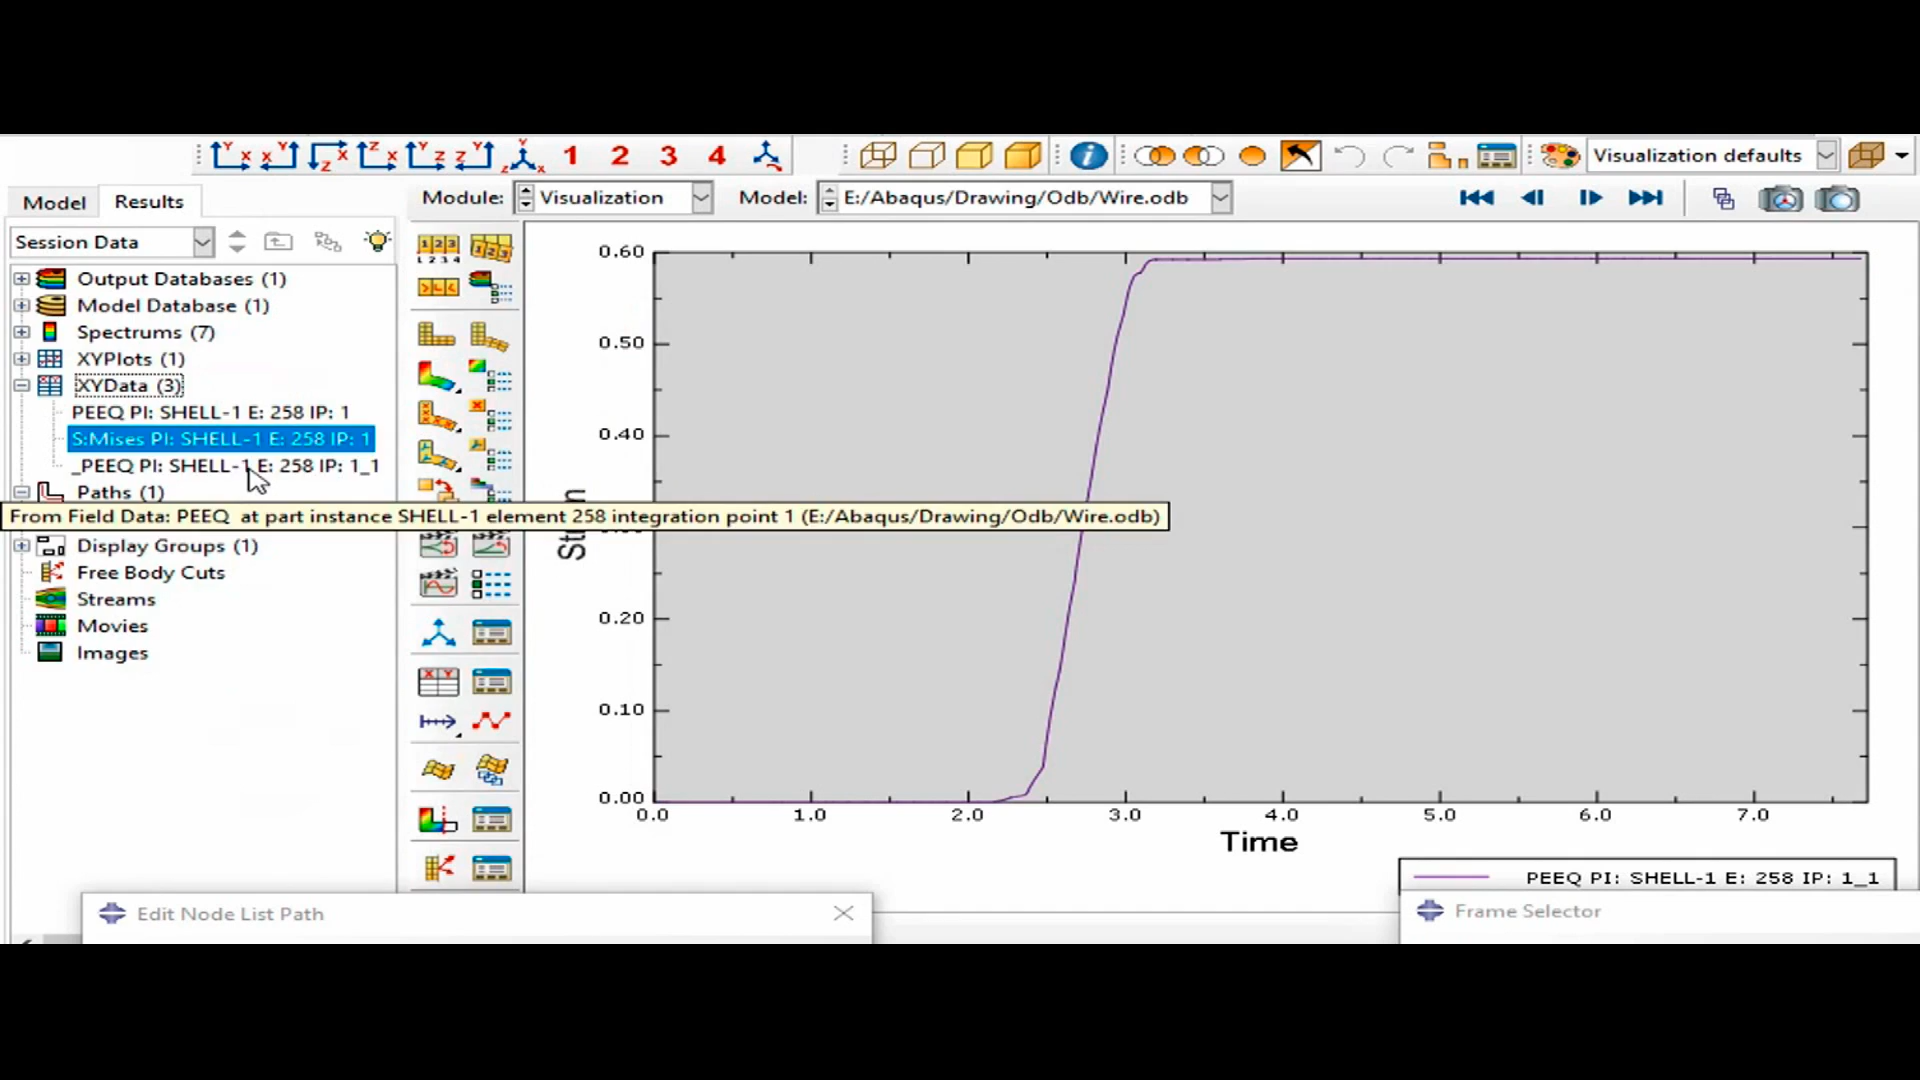 1 2 3 4
Visualization defaults
Model Results
Module: Visualization Model: E:/Abaqus/Drawing/Odb/Wire.odb
Session Data
Output Databases (1)
Model Database (1)
Spectrums (7)
XYPlots (1)
XYData (3)
PEEQ PI: SHELL-1 E: 258 IP: 1
S:Mises PI: SHELL-1 E: 258 IP: 1
_PEEQ PI: SHELL-1 E: 258 IP: 1_1
Paths (1)
From Field Data: PEEQ at part instance SHELL-1 element 258 integration point 1 (E:/Abaqus/Drawing/Odb/Wire.odb)
Display Groups (1)
Free Body Cuts
Streams
Movies
Images
0.60
0.50
0.40
0.20
0.10
0.00
0.0 1.0 2.0 3.0 4.0 5.0 6.0 7.0
Time
PEEQ PI: SHELL-1 E: 258 IP: 1_1
Edit Node List Path
Frame Selector